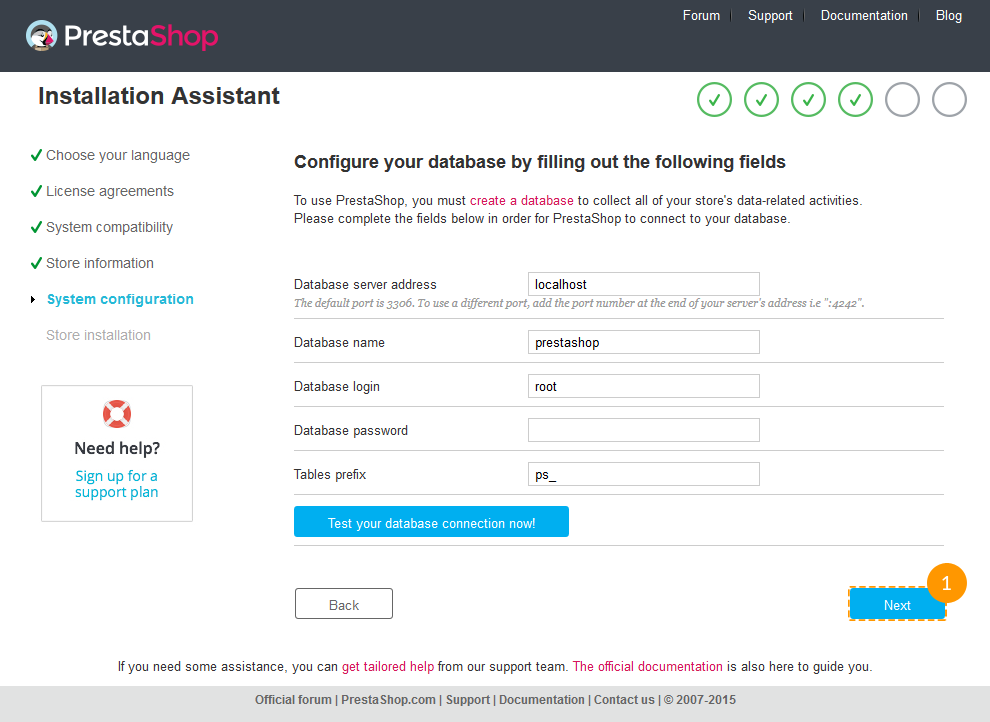 Forum Support Documentation Blog
PrestaShop
Installation Assistant
Choose your language
License agreements
System compatibility
Store information
System configuration
Store installation
Need help?
Sign up for a
support plan
Configure your database by filling out the following fields
To use PrestaShop, you must create a database to collect all of your store's data-related activities.
Please complete the fields below in order for PrestaShop to connect to your database.
Database server address localhost
The default port is 3306. To use a different port, add the port number at the end of your server's address i.e ":4242".
Database name prestashop
Database login root
Database password
Tables prefix ps_
Test your database connection now!
1
Back Next
If you need some assistance, you can get tailored help from our support team. The official documentation is also here to guide you.
Official forum | PrestaShop.com | Support | Documentation | Contact us | © 2007-2015